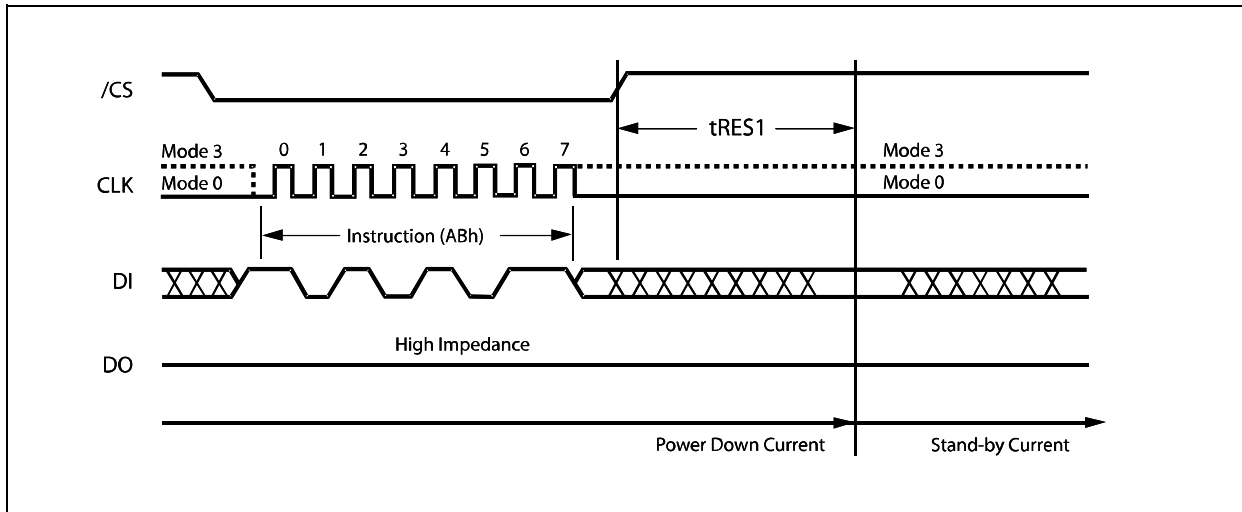 /CS
tRES1
Mode 3 0 1 2 3 4 5 6 7 Mode 3
CLK Mode 0 Mode 0
Instruction (ABh)
DI
High Impedance
DO
Power Down Current Stand-by Current